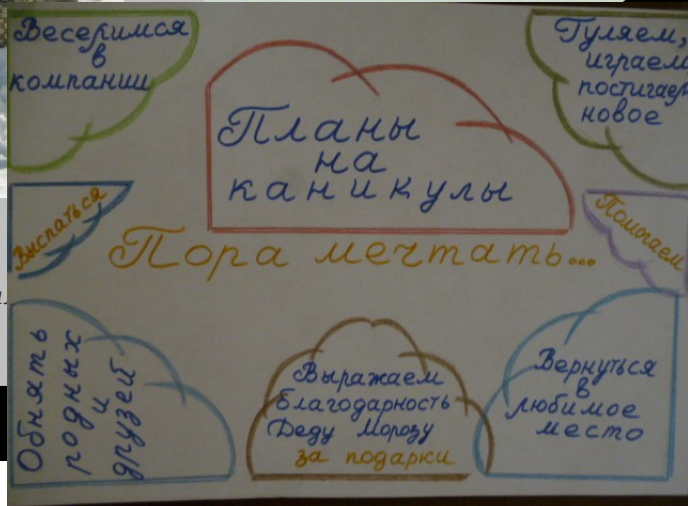 Веселимся
в
компании
Планы
на
каникулы
Гуляем,
играем
постигаем
новое
Выспаться
Помогаем
Пора мечтать...
Обнять
родных
и
друзей
Выражаем
благодарность
Деду Морозу
за подарки
Вернуться
в
любимое
место